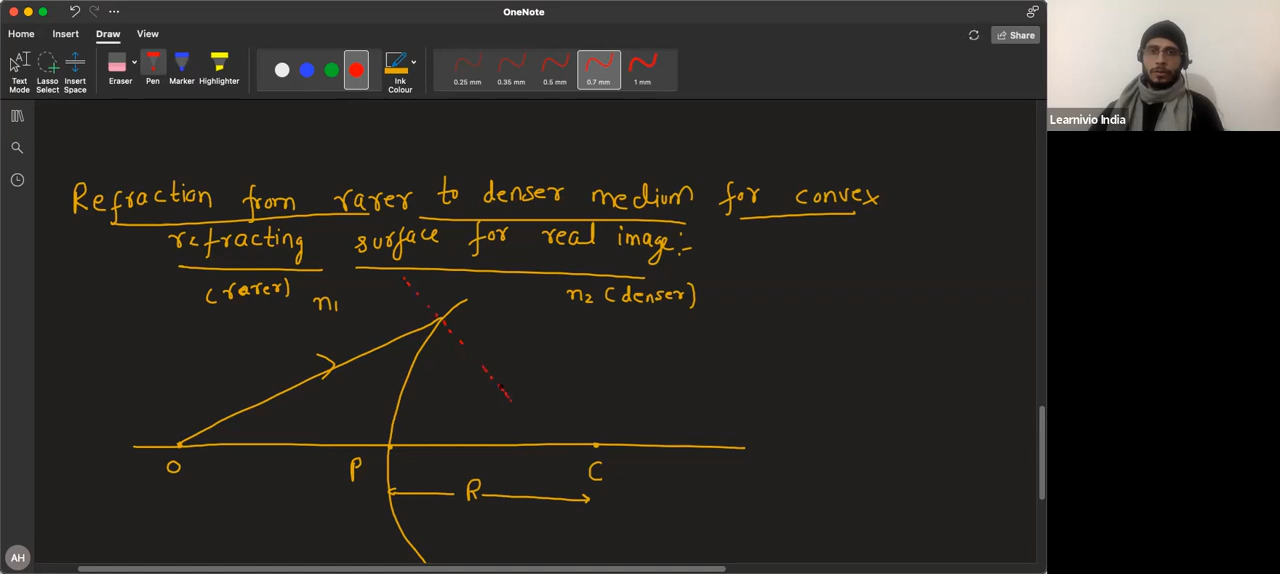 OneNote
Home Insert Draw View
Share
Text Mode
Lasso Select
Insert Space
Eraser
Pen
Marker
Highlighter
Ink Colour
0.25 mm
0.35 mm
0.5 mm
0.7 mm
1 mm
Learnivio India
Refraction from rarer to denser medium for convex
refracting surface for real image:-
(rarer) n1 n2 (denser)
O P C
R
AH